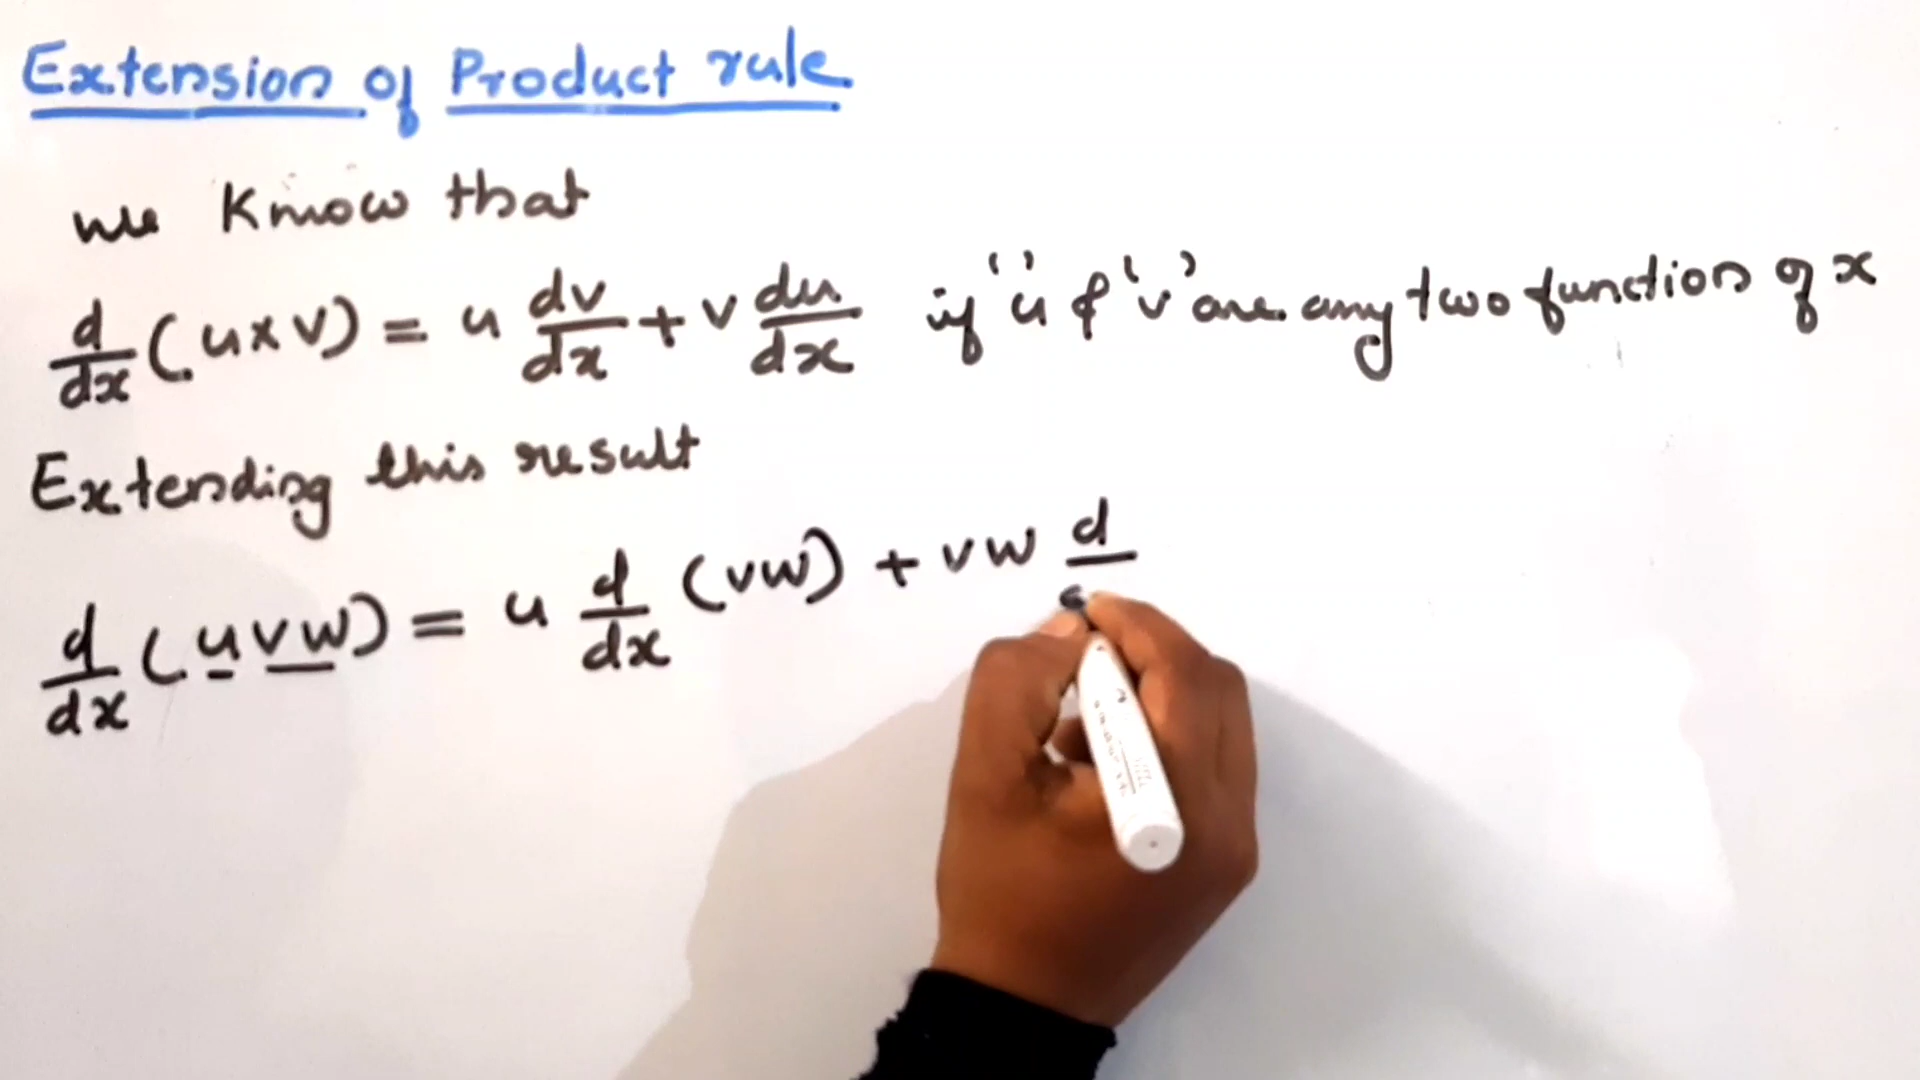 Extension of Product rule
we know that
d/dx (u x v) = u dv/dx + v du/dx if 'u' & 'v' are any two function of x
Extending this result
d/dx (uvw) = u d/dx (vw) + vw d